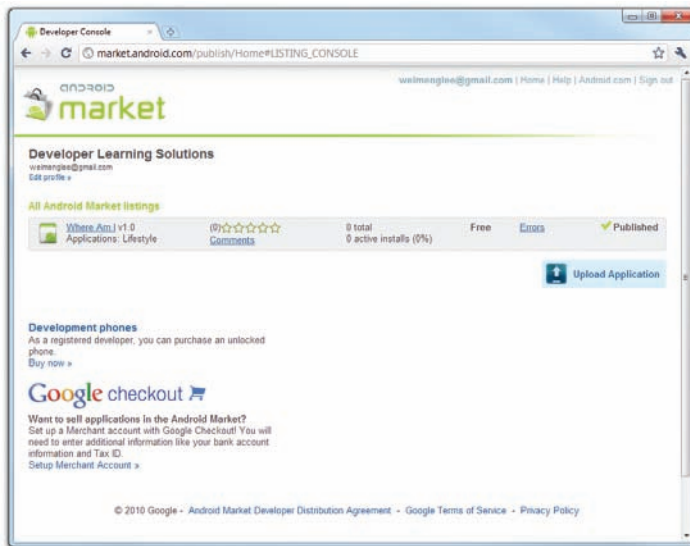 Developer Console
market.android.com/publish/Home#LISTING_CONSOLE
weimenglee@gmail.com | Home | Help | Android.com | Sign out
android
market
Developer Learning Solutions
weimenglee@gmail.com
Edit profile »
All Android Market listings
Where Am I v1.0
Applications: Lifestyle
(0)
Comments
0 total
0 active installs (0%)
Free
Errors
Published
Upload Application
Development phones
As a registered developer, you can purchase an unlocked
phone.
Buy now »
Google checkout
Want to sell applications in the Android Market?
Set up a Merchant account with Google Checkout! You will
need to enter additional information like your bank account
information and Tax ID.
Setup Merchant Account »
© 2010 Google - Android Market Developer Distribution Agreement - Google Terms of Service - Privacy Policy